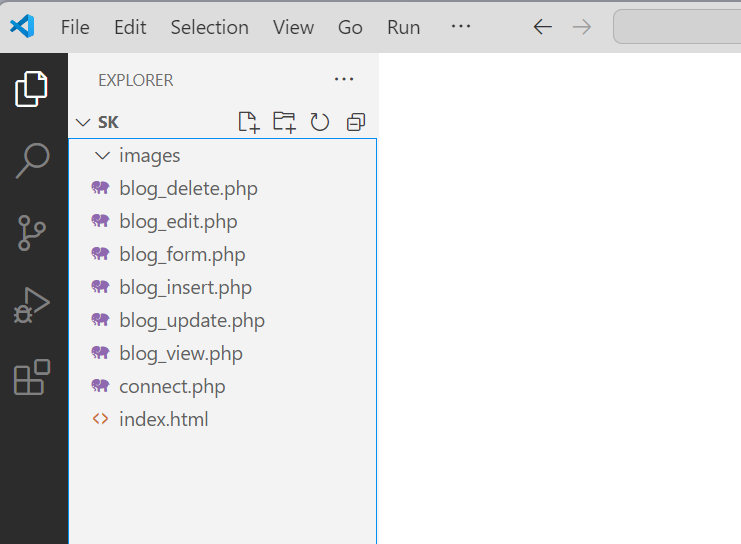 File Edit Selection View Go Run ···
EXPLORER ···
SK
images
blog_delete.php
blog_edit.php
blog_form.php
blog_insert.php
blog_update.php
blog_view.php
connect.php
index.html